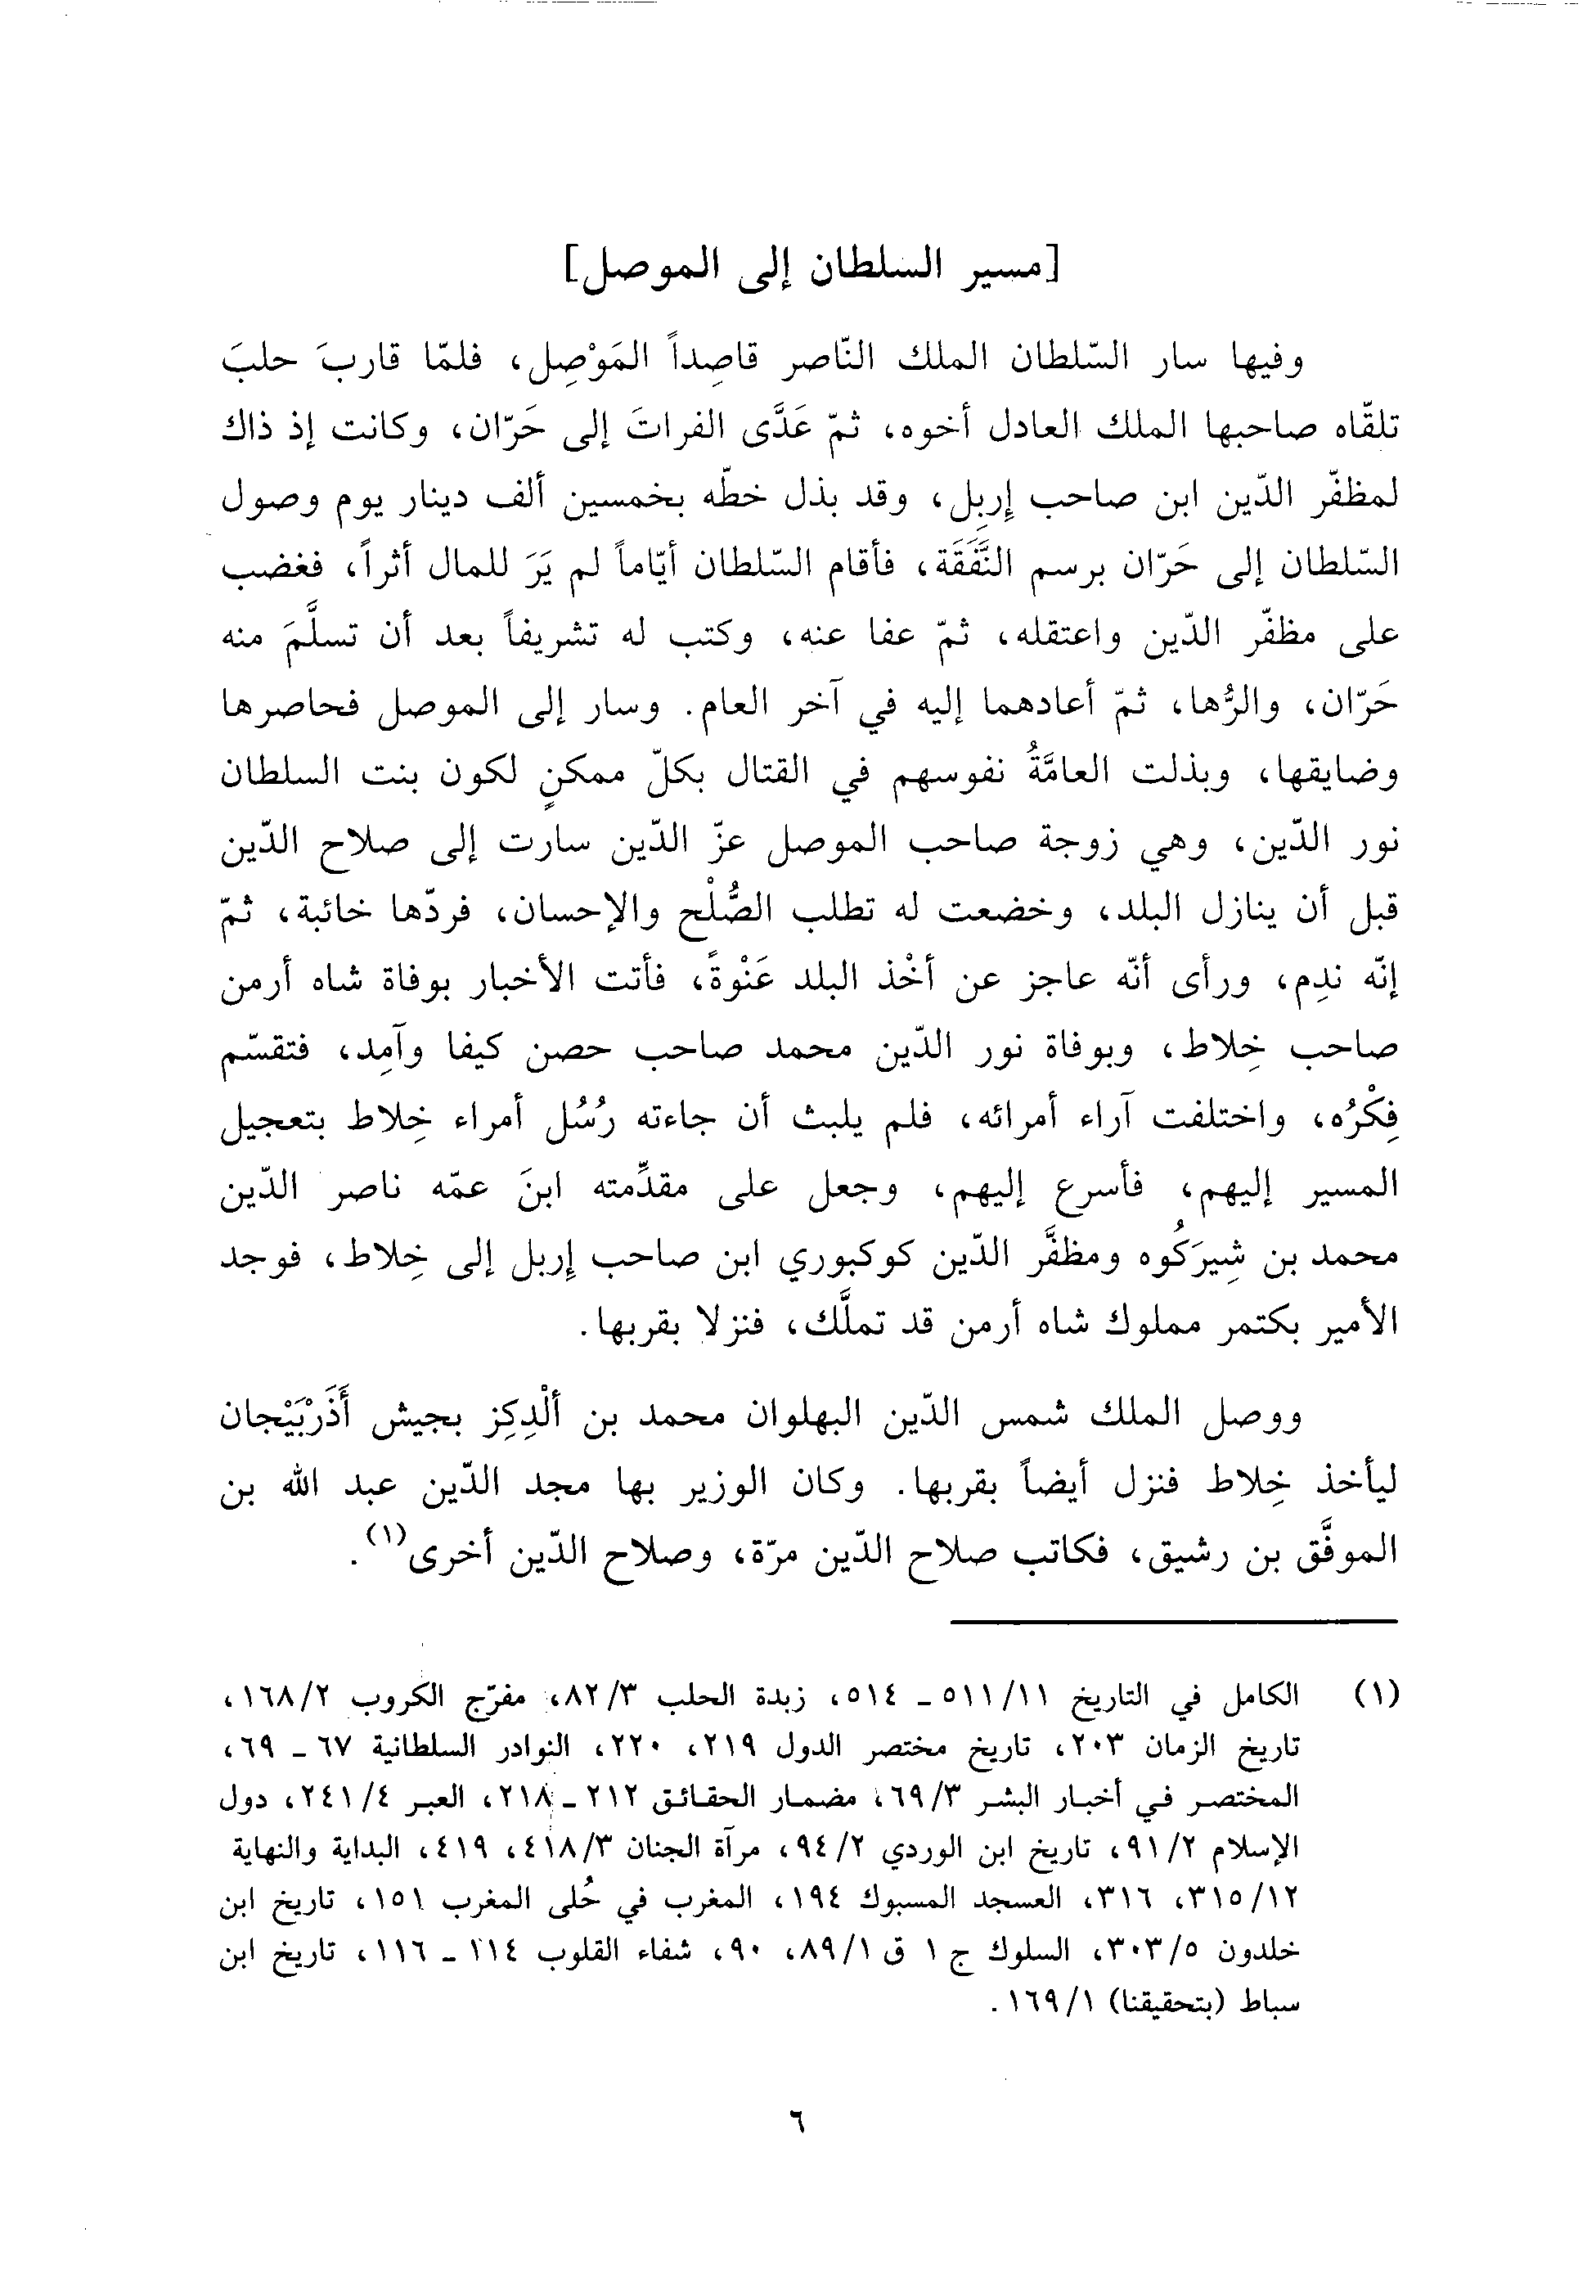 [مسير السلطان إلى الموصل]
وفيها سار السّلطان الملك النّاصر قاصِداً المَوْصِل، فلمّا قاربَ حلبَ
تلقّاه صاحبها الملك العادل أخوه، ثمّ عَدَّى الفراتَ إلى حَرّان، وكانت إذ ذاك
لمظفّر الدّين ابن صاحب إربِل، وقد بذل خطّه بخمسين ألف دينار يوم وصول
السّلطان إلى حَرّان برسم النَّفَقَة، فأقام السّلطان أيّاماً لم يَرَ للمال أثراً، فغضب
على مظفّر الدّين واعتقله، ثمّ عفا عنه، وكتب له تشريفاً بعد أن تسلَّمَ منه
حَرّان، والرُّها، ثمّ أعادهما إليه في آخر العام. وسار إلى الموصل فحاصرها
وضايقها، وبذلت العامَّةُ نفوسهم في القتال بكلّ ممكنٍ لكون بنت السلطان
نور الدّين، وهي زوجة صاحب الموصل عزّ الدّين سارت إلى صلاح الدّين
قبل أن ينازل البلد، وخضعت له تطلب الصُّلْح والإحسان، فردّها خائبة، ثمّ
إنّه ندِم، ورأى أنّه عاجز عن أخْذ البلد عَنْوةً، فأتت الأخبار بوفاة شاه أرمن
صاحب خِلاط، وبوفاة نور الدّين محمد صاحب حصن كيفا وآمِد، فتقسّم
فِكْرُه، واختلفت آراء أمرائه، فلم يلبث أن جاءته رُسُل أمراء خِلاط بتعجيل
المسير إليهم، فأسرع إليهم، وجعل على مقدّمته ابنَ عمّه ناصر الدّين
محمد بن شِيرَكُوه ومظفَّر الدّين كوكبوري ابن صاحب إربل إلى خِلاط، فوجد
الأمير بكتمر مملوك شاه أرمن قد تملَّك، فنزلا بقربها.
ووصل الملك شمس الدّين البهلوان محمد بن ألْدِكِز بجيش أَذَرْبَيْجان
ليأخذ خِلاط فنزل أيضاً بقربها. وكان الوزير بها مجد الدّين عبد الله بن
الموفَّق بن رشيق، فكاتب صلاح الدّين مرّة، وصلاح الدّين أخرى(١).
(١) الكامل في التاريخ ٥١١/١١ ـ ٥١٤، زبدة الحلب ٨٢/٣، مفرّج الكروب ١٦٨/٢،
تاريخ الزمان ٢٠٣، تاريخ مختصر الدول ٢١٩، ٢٢٠، النوادر السلطانية ٦٧ ـ ٦٩،
المختصر في أخبار البشر ٦٩/٣، مضمار الحقائق ٢١٢ ـ ٢١٨، العبر ٢٤١/٤، دول
الإسلام ٩١/٢، تاريخ ابن الوردي ٩٤/٢، مرآة الجنان ٤١٨/٣، ٤١٩، البداية والنهاية
٣١٥/١٢، ٣١٦، العسجد المسبوك ١٩٤، المغرب في حُلى المغرب ١٥١، تاريخ ابن
خلدون ٣٠٣/٥، السلوك ج ١ ق ٨٩/١، ٩٠، شفاء القلوب ١١٤ ـ ١١٦، تاريخ ابن
سباط (بتحقيقنا) ١٦٩/١.
٦